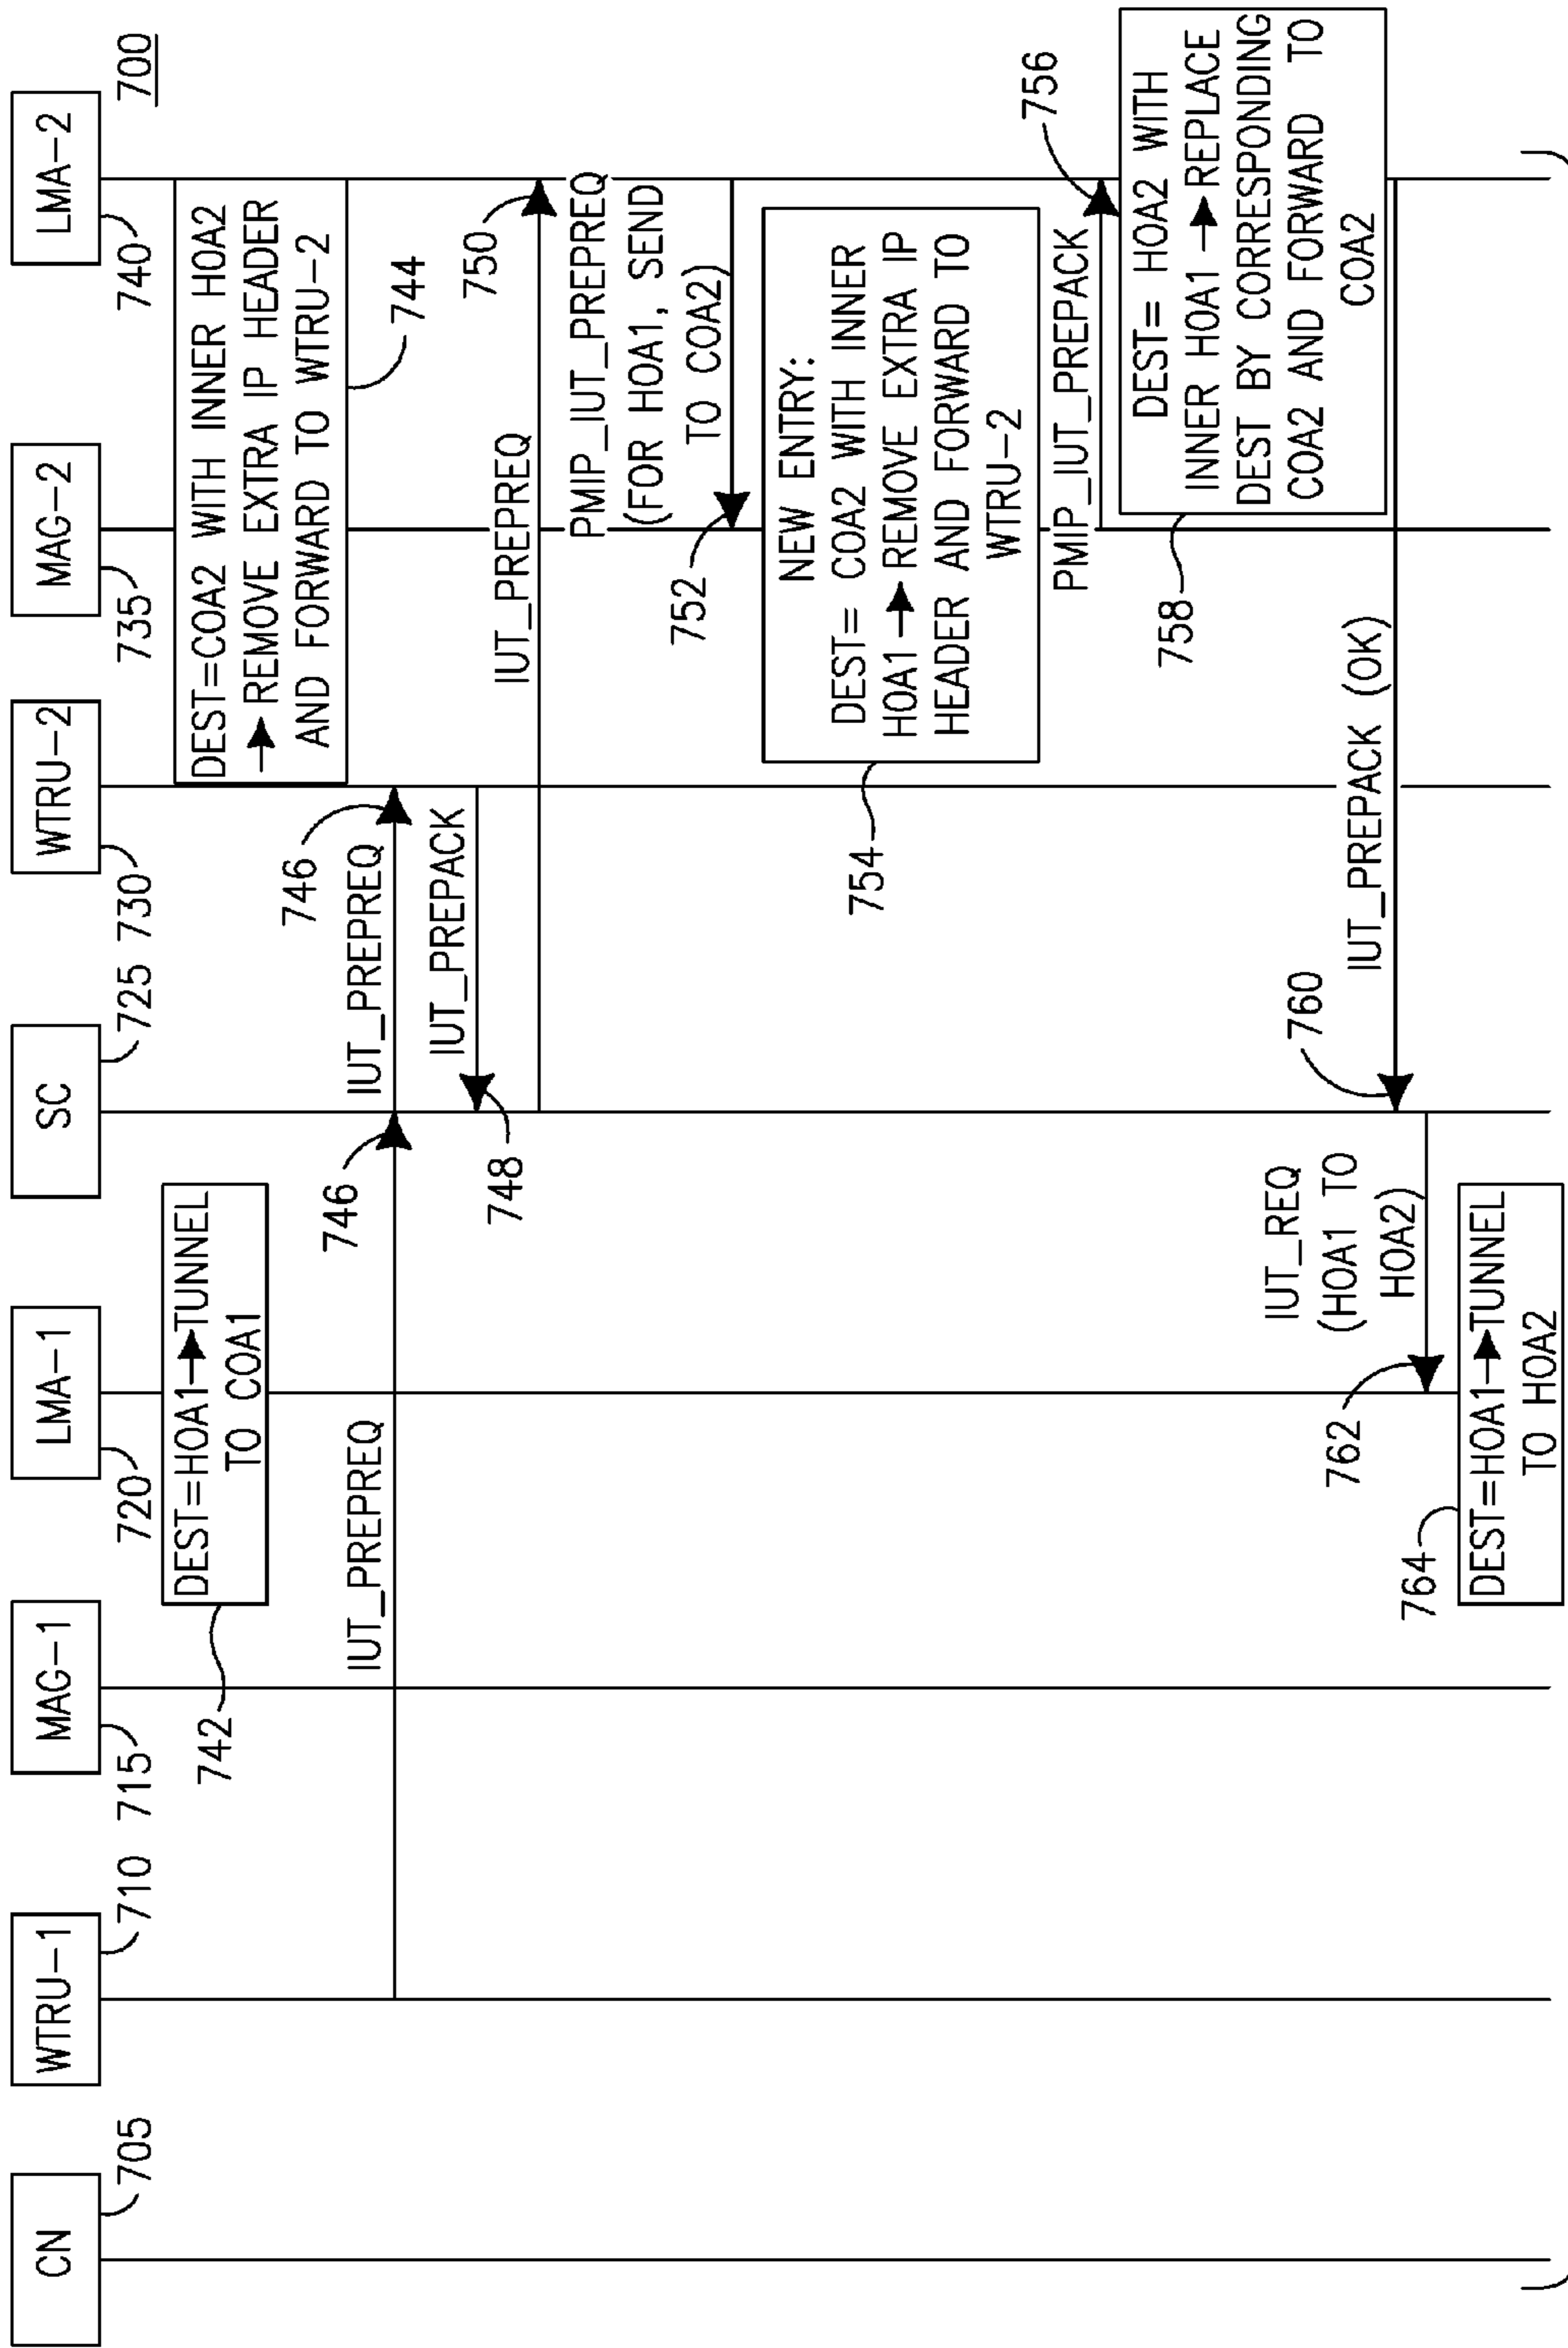 700
CN
WTRU-1
MAG-1
LMA-1
SC
WTRU-2
MAG-2
LMA-2
705
710
715
720
725
730
735
740
DEST=HOA1→TUNNEL
TO COA1
742
DEST=COA2 WITH INNER HOA2
→ REMOVE EXTRA IP HEADER
AND FORWARD TO WTRU-2
744
IUT_PREPREQ
746
IUT_PREPREQ
746
IUT_PREPACK
748
IUT_PREPREQ
750
PMIP_IUT_PREPREQ
(FOR HOA1, SEND
TO COA2)
752
NEW ENTRY:
DEST= COA2 WITH INNER
HOA1→ REMOVE EXTRA IP
HEADER AND FORWARD TO
WTRU-2
754
PMIP_IUT_PREPACK
756
DEST= HOA2 WITH
INNER HOA1→ REPLACE
DEST BY CORRESPONDING
COA2 AND FORWARD TO
COA2
758
IUT_PREPACK (OK)
760
IUT_REQ
(HOA1 TO
HOA2)
762
DEST=HOA1→TUNNEL
TO HOA2
764